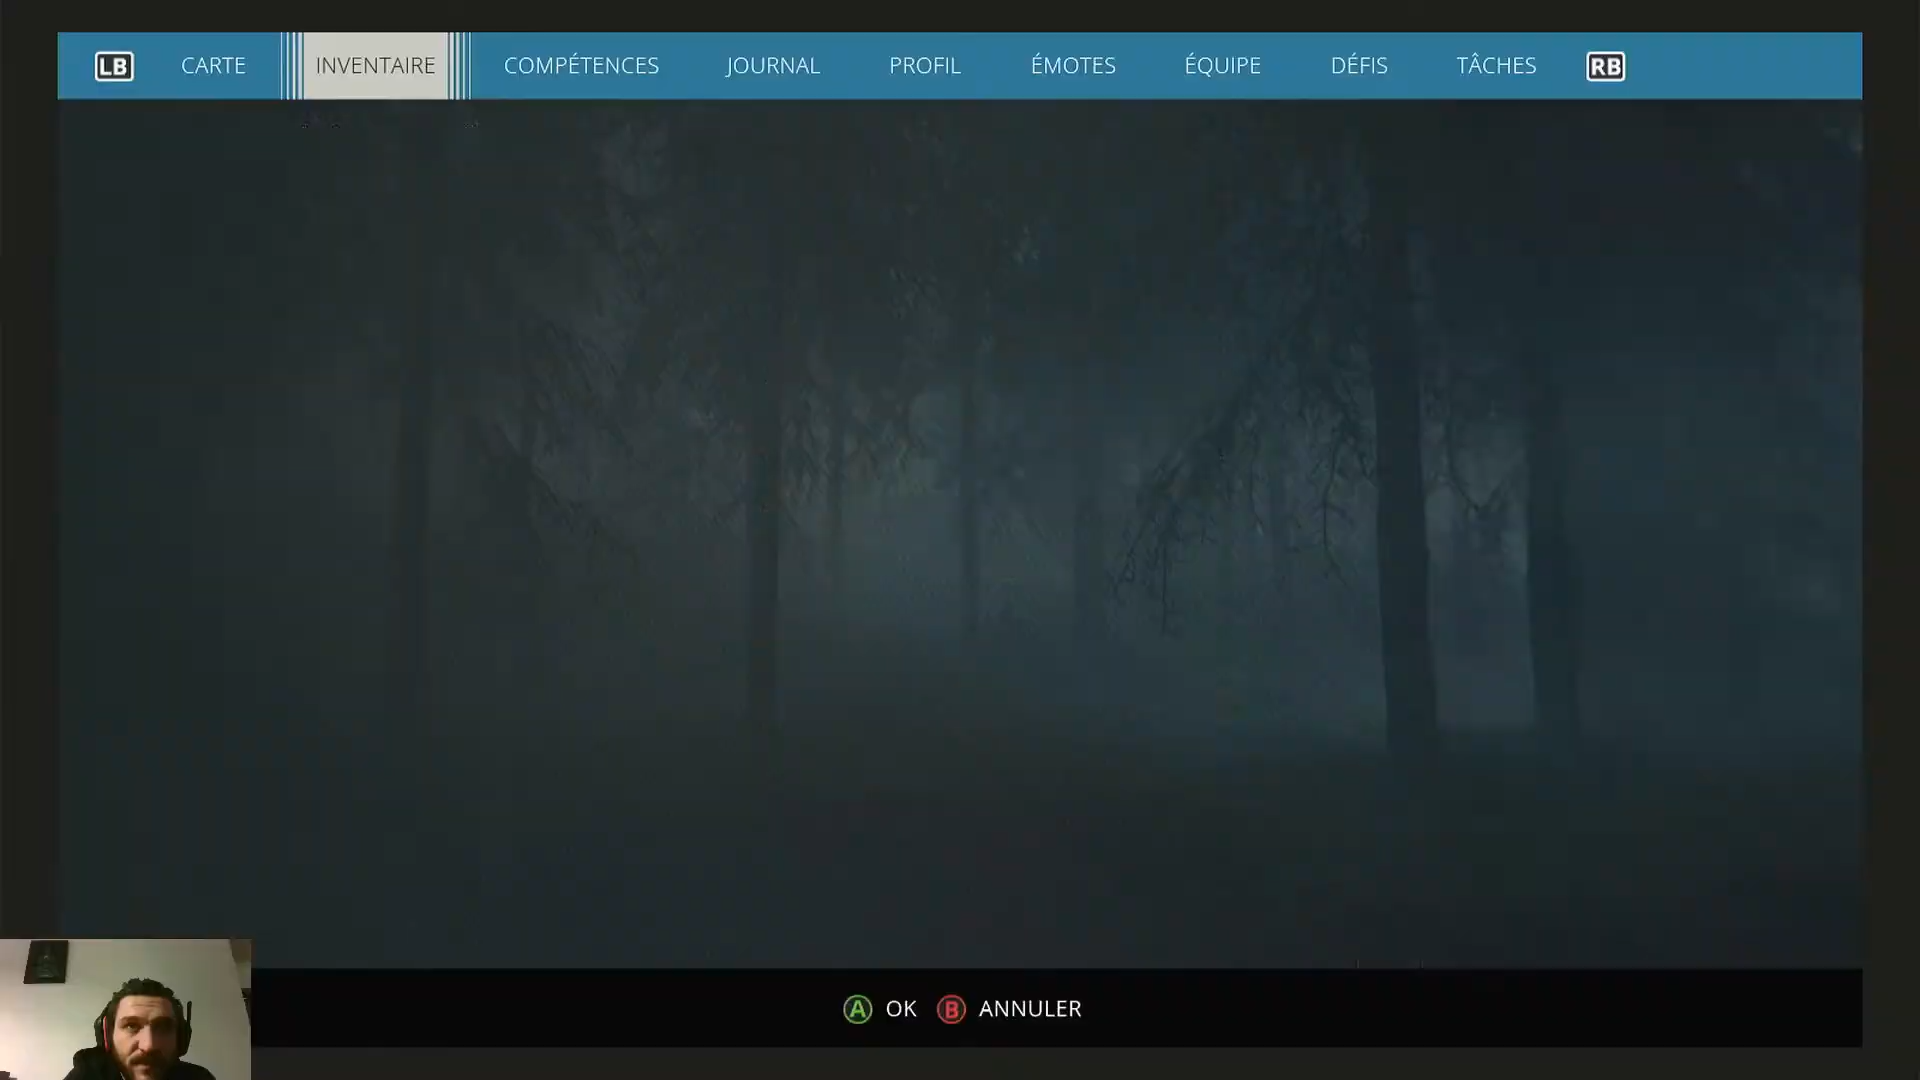 LB CARTE INVENTAIRE COMPÉTENCES JOURNAL PROFIL ÉMOTES ÉQUIPE DÉFIS TÂCHES RB
A OK B ANNULER